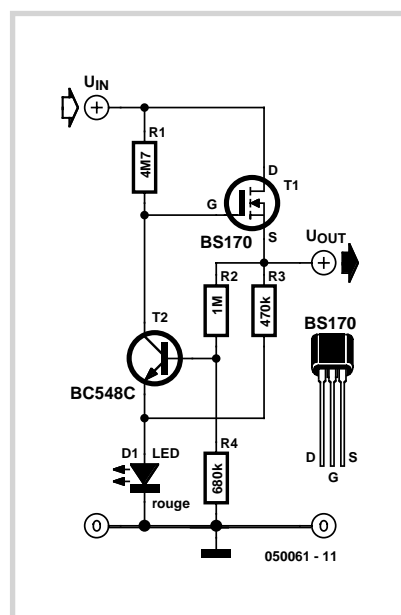 UIN
+
R1
4M7
D
T1
G
S
BS170
UOUT
+
R2
1M
R3
470k
BS170
T2
BC548C
D
G
S
D1 LED
rouge
R4
680k
0
0
050061 - 11